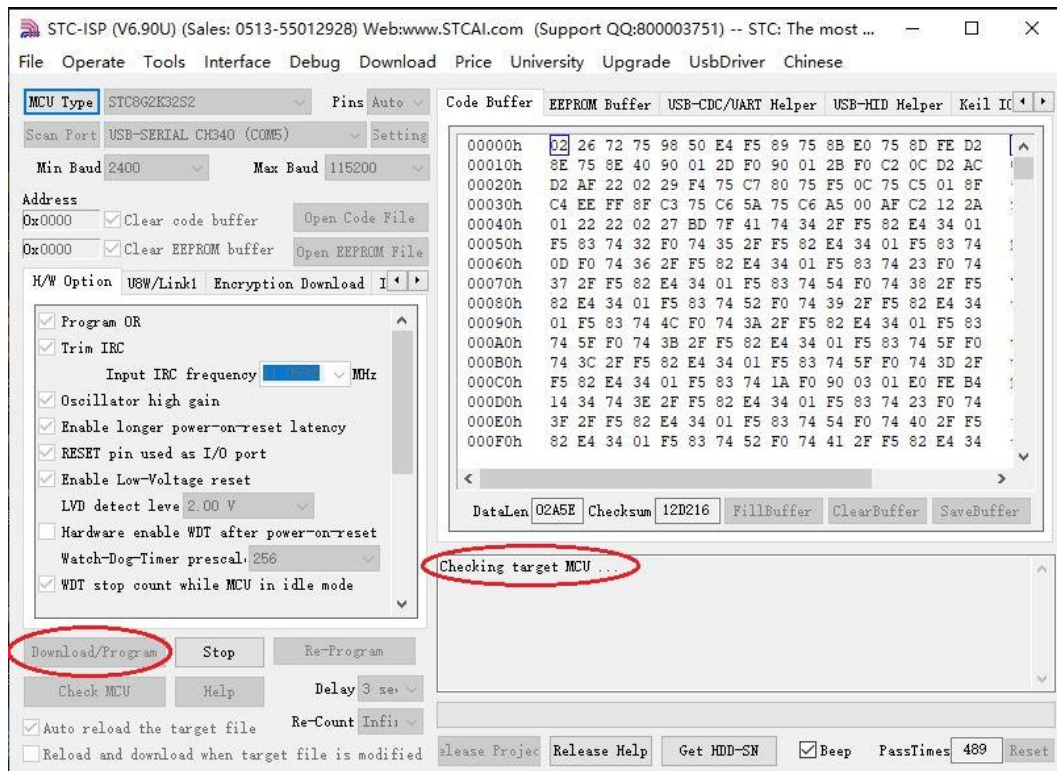 STC-ISP (V6.90U) (Sales: 0513-55012928) Web:www.STCAI.com (Support QQ:800003751) -- STC: The most ...
File Operate Tools Interface Debug Download Price University Upgrade UsbDriver Chinese
MCU Type STC8G2K32S2 Pins Auto
Scan Port USB-SERIAL CH340 (COM5) Setting
Min Baud 2400 Max Baud 115200
Address
0x0000 Clear code buffer Open Code File
0x0000 Clear EEPROM buffer Open EEPROM File
H/W Option U8W/Link1 Encryption Download I
Program OR
Trim IRC
Input IRC frequency 11.0592 MHz
Oscillator high gain
Enable longer power-on-reset latency
RESET pin used as I/O port
Enable Low-Voltage reset
LVD detect leve 2.00 V
Hardware enable WDT after power-on-reset
Watch-Dog-Timer prescal 256
WDT stop count while MCU in idle mode
Download/Program Stop Re-Program
Check MCU Help Delay 3 se
Auto reload the target file Re-Count Infi
Reload and download when target file is modified
Code Buffer EEPROM Buffer USB-CDC/UART Helper USB-HID Helper Keil IC
00000h 02 26 72 75 98 50 E4 F5 89 75 8B E0 75 8D FE D2
00010h 8E 75 8E 40 90 01 2D F0 90 01 2B F0 C2 0C D2 AC
00020h D2 AF 22 02 29 F4 75 C7 80 75 F5 0C 75 C5 01 8F
00030h C4 EE FF 8F C3 75 C6 5A 75 C6 A5 00 AF C2 12 2A
00040h 01 22 22 02 27 BD 7F 41 74 34 2F F5 82 E4 34 01
00050h F5 83 74 32 F0 74 35 2F F5 82 E4 34 01 F5 83 74
00060h 0D F0 74 36 2F F5 82 E4 34 01 F5 83 74 23 F0 74
00070h 37 2F F5 82 E4 34 01 F5 83 74 54 F0 74 38 2F F5
00080h 82 E4 34 01 F5 83 74 52 F0 74 39 2F F5 82 E4 34
00090h 01 F5 83 74 4C F0 74 3A 2F F5 82 E4 34 01 F5 83
000A0h 74 5F F0 74 3B 2F F5 82 E4 34 01 F5 83 74 5F F0
000B0h 74 3C 2F F5 82 E4 34 01 F5 83 74 5F F0 74 3D 2F
000C0h F5 82 E4 34 01 F5 83 74 1A F0 90 03 01 E0 FE B4
000D0h 14 34 74 3E 2F F5 82 E4 34 01 F5 83 74 23 F0 74
000E0h 3F 2F F5 82 E4 34 01 F5 83 74 54 F0 74 40 2F F5
000F0h 82 E4 34 01 F5 83 74 52 F0 74 41 2F F5 82 E4 34
DataLen 02A5E Checksum 12D216 FillBuffer ClearBuffer SaveBuffer
Checking target MCU ...
elease Projec Release Help Get HDD-SN Beep PassTimes 489 Reset